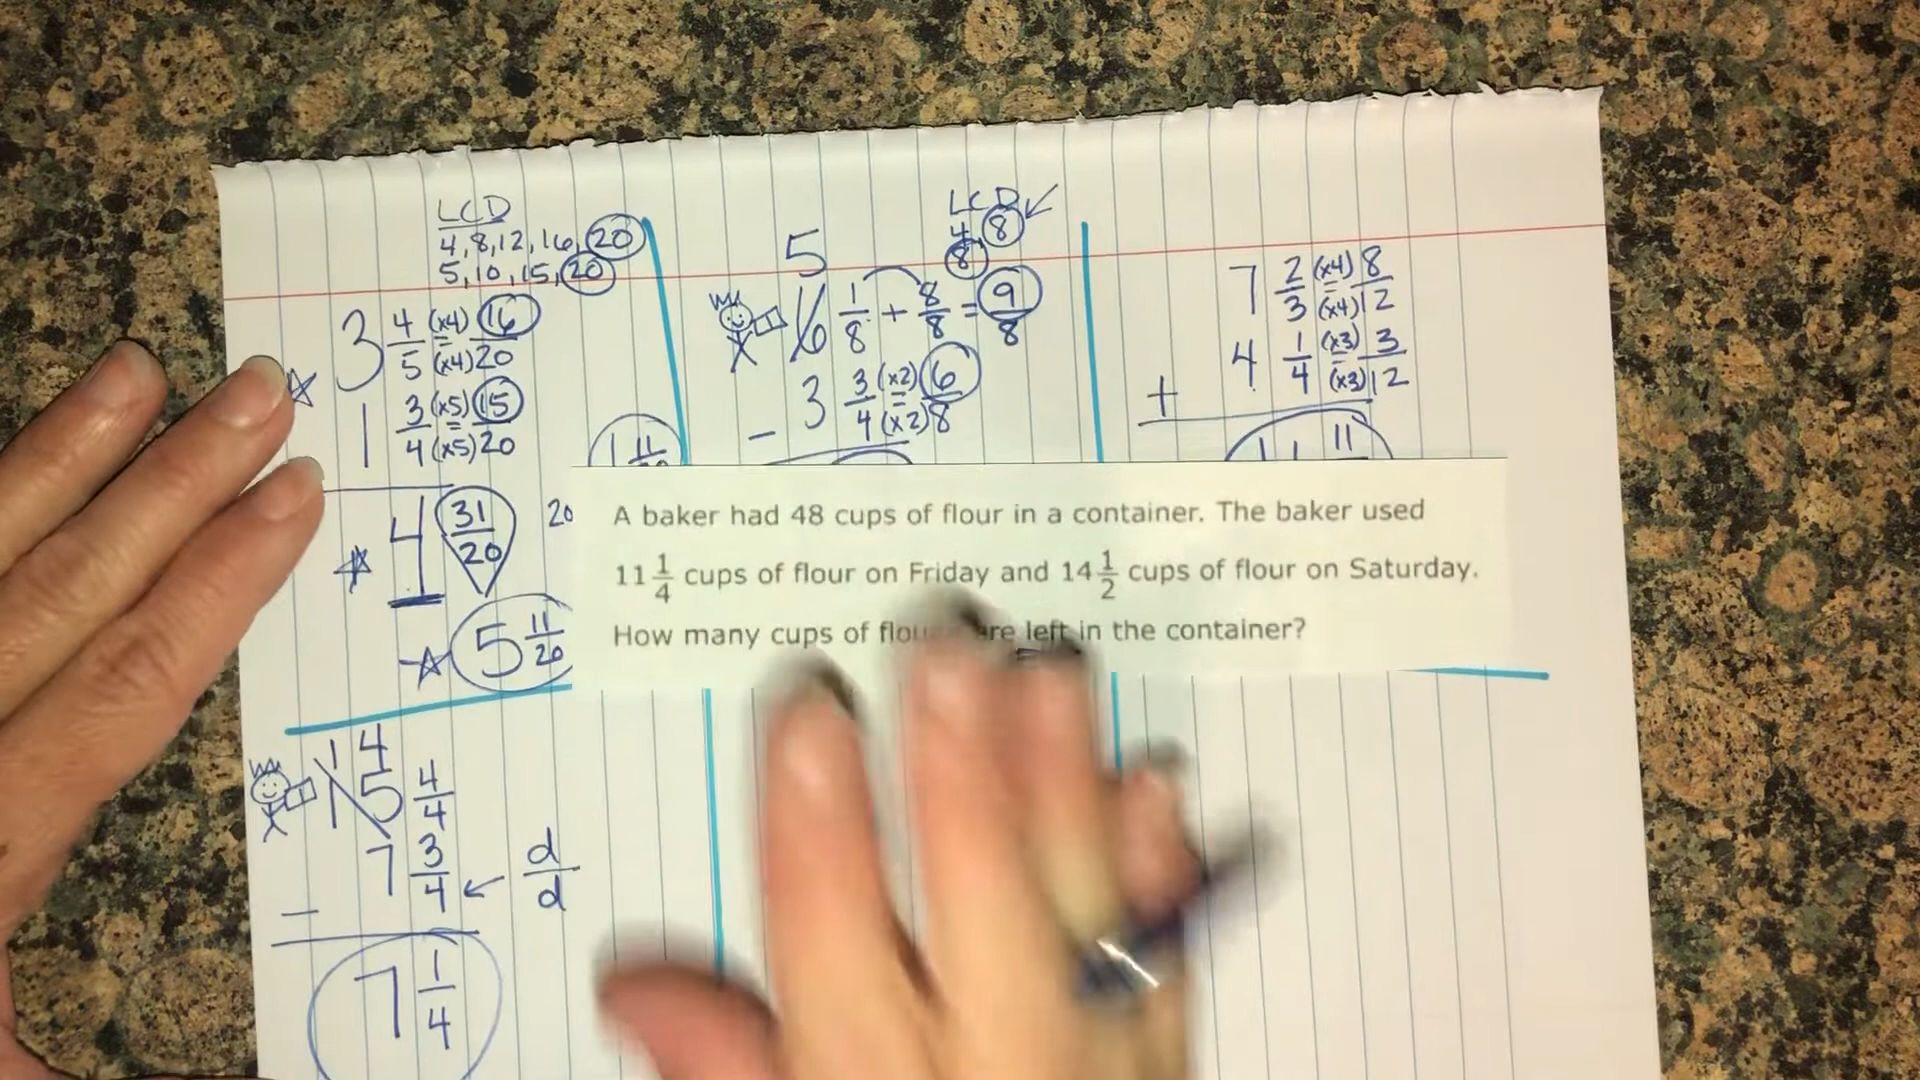 LCD
4, 8, 12, 16, 20
5, 10, 15, 20
3 4/5 (x4) = 16
(x4) 20
1 3/4 (x5) = 15
(x5) 20
4 31/20
20
5 11/20
LCD
4, 8
8
5
6 1/8 + 8/8 = 9/8
- 3 3/4 (x2) = 6
(x2) 8
7 2/3 (x4) = 8
(x4) 12
+ 4 1/4 (x3) = 3
(x3) 12
11
A baker had 48 cups of flour in a container. The baker used
11 1/4 cups of flour on Friday and 14 1/2 cups of flour on Saturday.
How many cups of are left in the container?
1 4
15 4/4
- 7 3/4
d/d
7 1/4